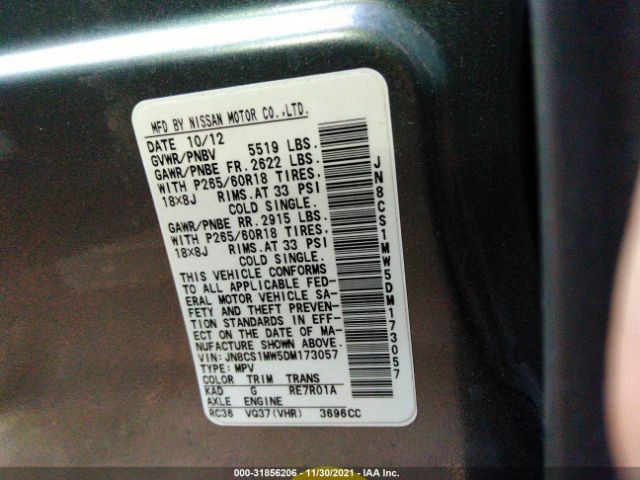 MFD BY NISSAN MOTOR CO.,LTD.
DATE 10/12
GVWR/PNBV 5519 LBS.
GAWR/PNBE FR. 2622 LBS.
WITH P265/60R18 TIRES.
18X8J RIMS. AT 33 PSI
COLD SINGLE.
GAWR/PNBE RR. 2915 LBS.
WITH P265/60R18 TIRES.
18X8J RIMS. AT 33 PSI
COLD SINGLE.
THIS VEHICLE CONFORMS
TO ALL APPLICABLE FED-
ERAL MOTOR VEHICLE SA-
FETY AND THEFT PREVEN-
TION STANDARDS IN EFF-
ECT ON THE DATE OF MA-
NUFACTURE SHOWN ABOVE.
VIN: JN8CS1MW5DM173057
TYPE: MPV
COLOR TRIM TRANS
KAD G RE7R01A
AXLE ENGINE
RC36 VQ37(VHR) 3696CC
JN8CS1MW5DM173057
000-31856206 - 11/30/2021 - IAA Inc.